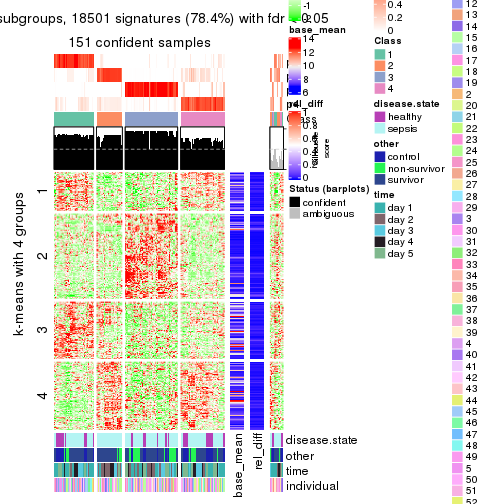 subgroups, 18501 signatures (78.4%) with fdr < 0.05
151 confident samples
k-means with 4 groups
1
2
3
4
base_mean
rel_diff
disease.state
other
time
individual
0
base_mean
14
12
10
8
6
rel_diff
1
0.8
0.6
0.4
0.2
0
score
Status (barplots)
confident
ambiguous
0.4
0.2
0
Class
1
2
3
4
disease.state
healthy
sepsis
other
control
non-survivor
survivor
time
day 1
day 2
day 3
day 4
day 5
12
13
14
15
16
17
18
19
2
20
21
22
23
24
25
26
27
28
29
3
30
31
32
33
34
35
36
37
38
39
4
40
41
42
43
44
45
46
47
48
49
5
50
51
52